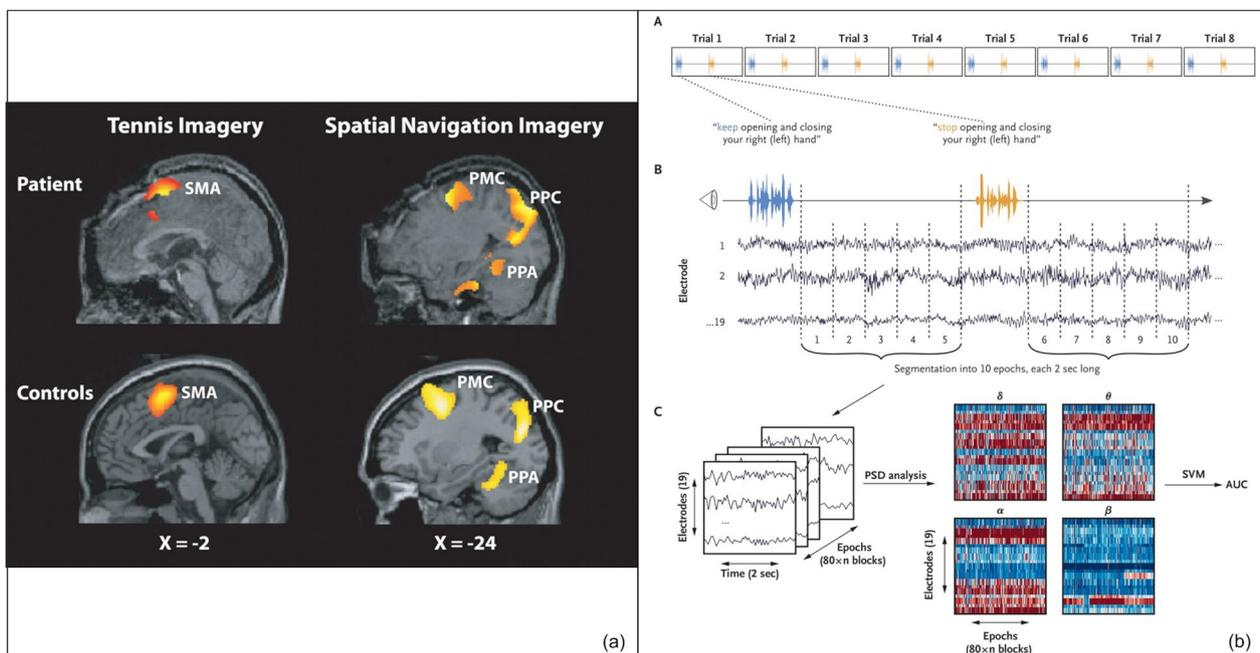 Tennis Imagery
Spatial Navigation Imagery
Patient
SMA
PMC
PPC
PPA
Controls
SMA
PMC
PPC
PPA
X = -2
X = -24
(a)
A
Trial 1
Trial 2
Trial 3
Trial 4
Trial 5
Trial 6
Trial 7
Trial 8
"keep opening and closing
your right (left) hand"
"stop opening and closing
your right (left) hand"
B
Electrode
1
2
...19
...
...
...
1
2
3
4
5
6
7
8
9
10
Segmentation into 10 epochs, each 2 sec long
C
Electrodes (19)
...
Time (2 sec)
Epochs
(80×n blocks)
PSD analysis
δ
θ
α
β
Electrodes (19)
Epochs
(80×n blocks)
SVM
AUC
(b)